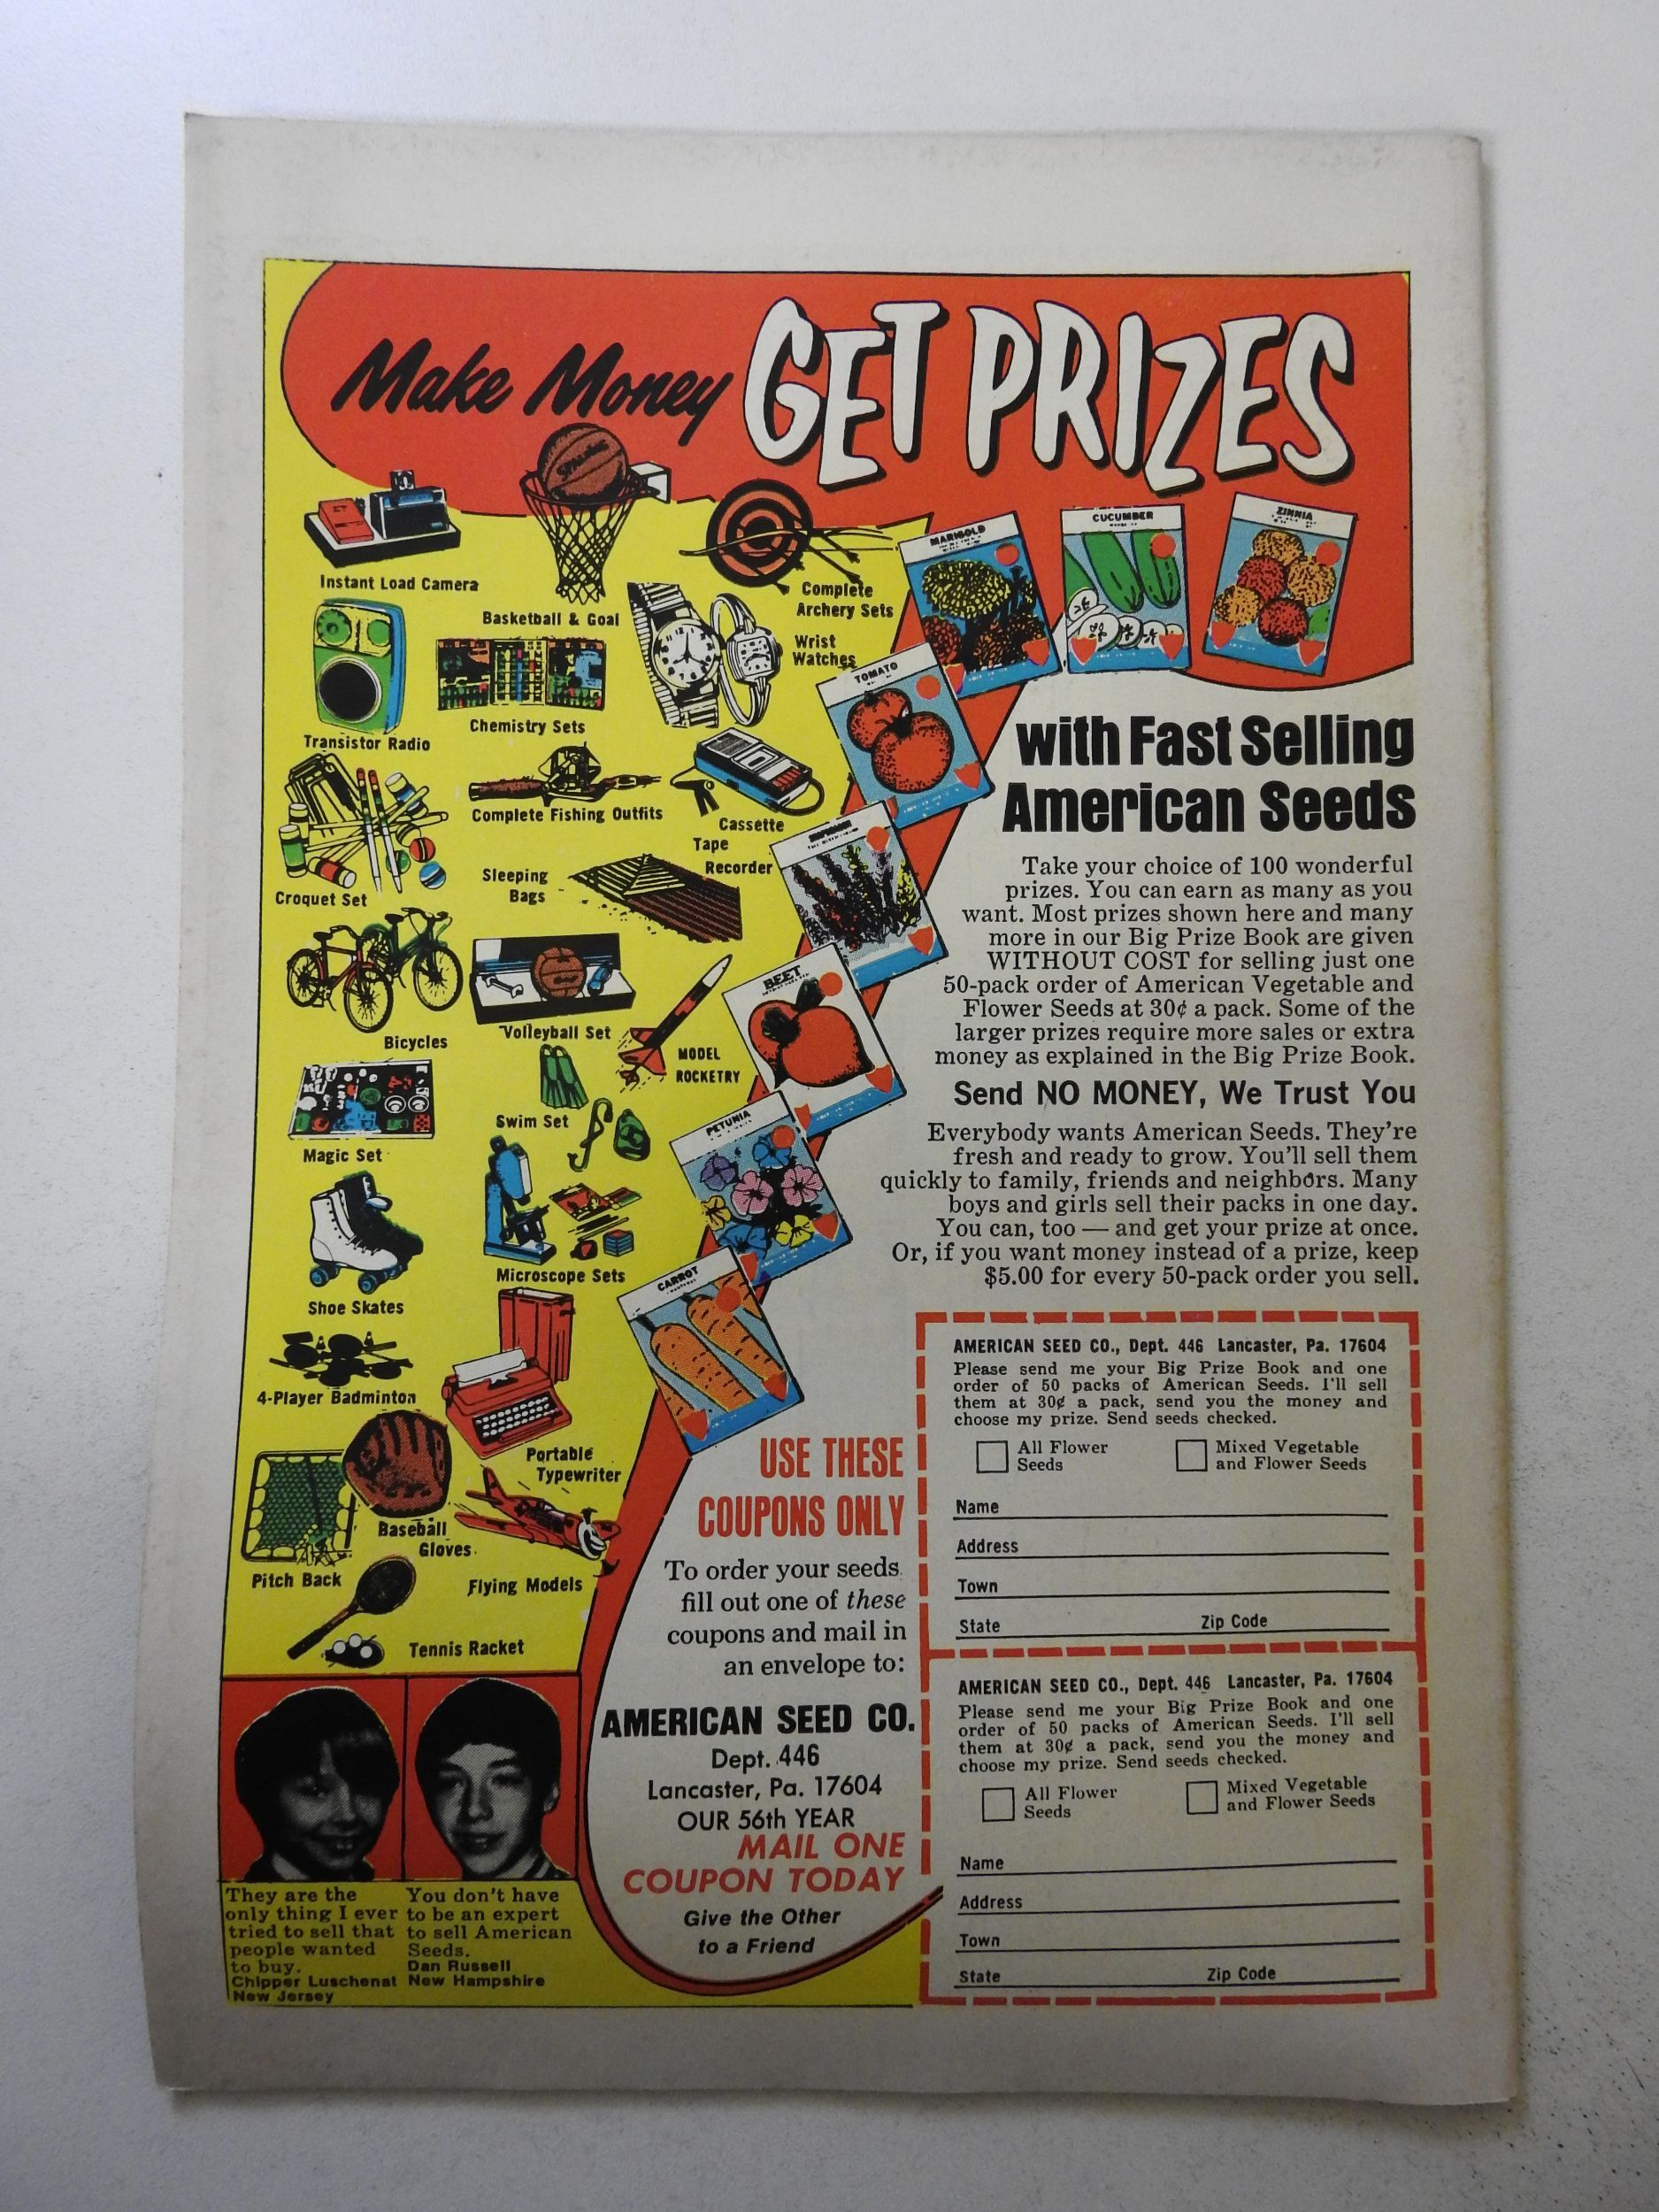 Make Money GET PRIZES
SPALDING
Instant Load Camera
Basketball & Goal
Complete
Archery Sets
Wrist
Watches
Transistor Radio
Chemistry Sets
Complete Fishing Outfits
Cassette
Tape
Recorder
Croquet Set
Sleeping
Bags
Bicycles
Volleyball Set
MODEL
ROCKETRY
Magic Set
Swim Set
Shoe Skates
Microscope Sets
4-Player Badminton
Portable
Typewriter
Pitch Back
Baseball
Gloves
Flying Models
Tennis Racket
MARIGOLD
CUCUMBER
ZINNIA
TOMATO
BEET
PETUNIA
CARROT
with Fast Selling
American Seeds
Take your choice of 100 wonderful
prizes. You can earn as many as you
want. Most prizes shown here and many
more in our Big Prize Book are given
WITHOUT COST for selling just one
50-pack order of American Vegetable and
Flower Seeds at 30¢ a pack. Some of the
larger prizes require more sales or extra
money as explained in the Big Prize Book.
Send NO MONEY, We Trust You
Everybody wants American Seeds. They're
fresh and ready to grow. You'll sell them
quickly to family, friends and neighbors. Many
boys and girls sell their packs in one day.
You can, too — and get your prize at once.
Or, if you want money instead of a prize, keep
$5.00 for every 50-pack order you sell.
USE THESE
COUPONS ONLY
To order your seeds
fill out one of these
coupons and mail in
an envelope to:
AMERICAN SEED CO.
Dept. 446
Lancaster, Pa. 17604
OUR 56th YEAR
MAIL ONE
COUPON TODAY
Give the Other
to a Friend
AMERICAN SEED CO., Dept. 446 Lancaster, Pa. 17604
Please send me your Big Prize Book and one
order of 50 packs of American Seeds. I'll sell
them at 30¢ a pack, send you the money and
choose my prize. Send seeds checked.
All Flower
Seeds
Mixed Vegetable
and Flower Seeds
Name
Address
Town
State Zip Code
AMERICAN SEED CO., Dept. 446 Lancaster, Pa. 17604
Please send me your Big Prize Book and one
order of 50 packs of American Seeds. I'll sell
them at 30¢ a pack, send you the money and
choose my prize. Send seeds checked.
All Flower
Seeds
Mixed Vegetable
and Flower Seeds
Name
Address
Town
State Zip Code
They are the
only thing I ever
tried to sell that
people wanted
to buy.
Chipper Luschenat
New Jersey
You don't have
to be an expert
to sell American
Seeds.
Dan Russell
New Hampshire